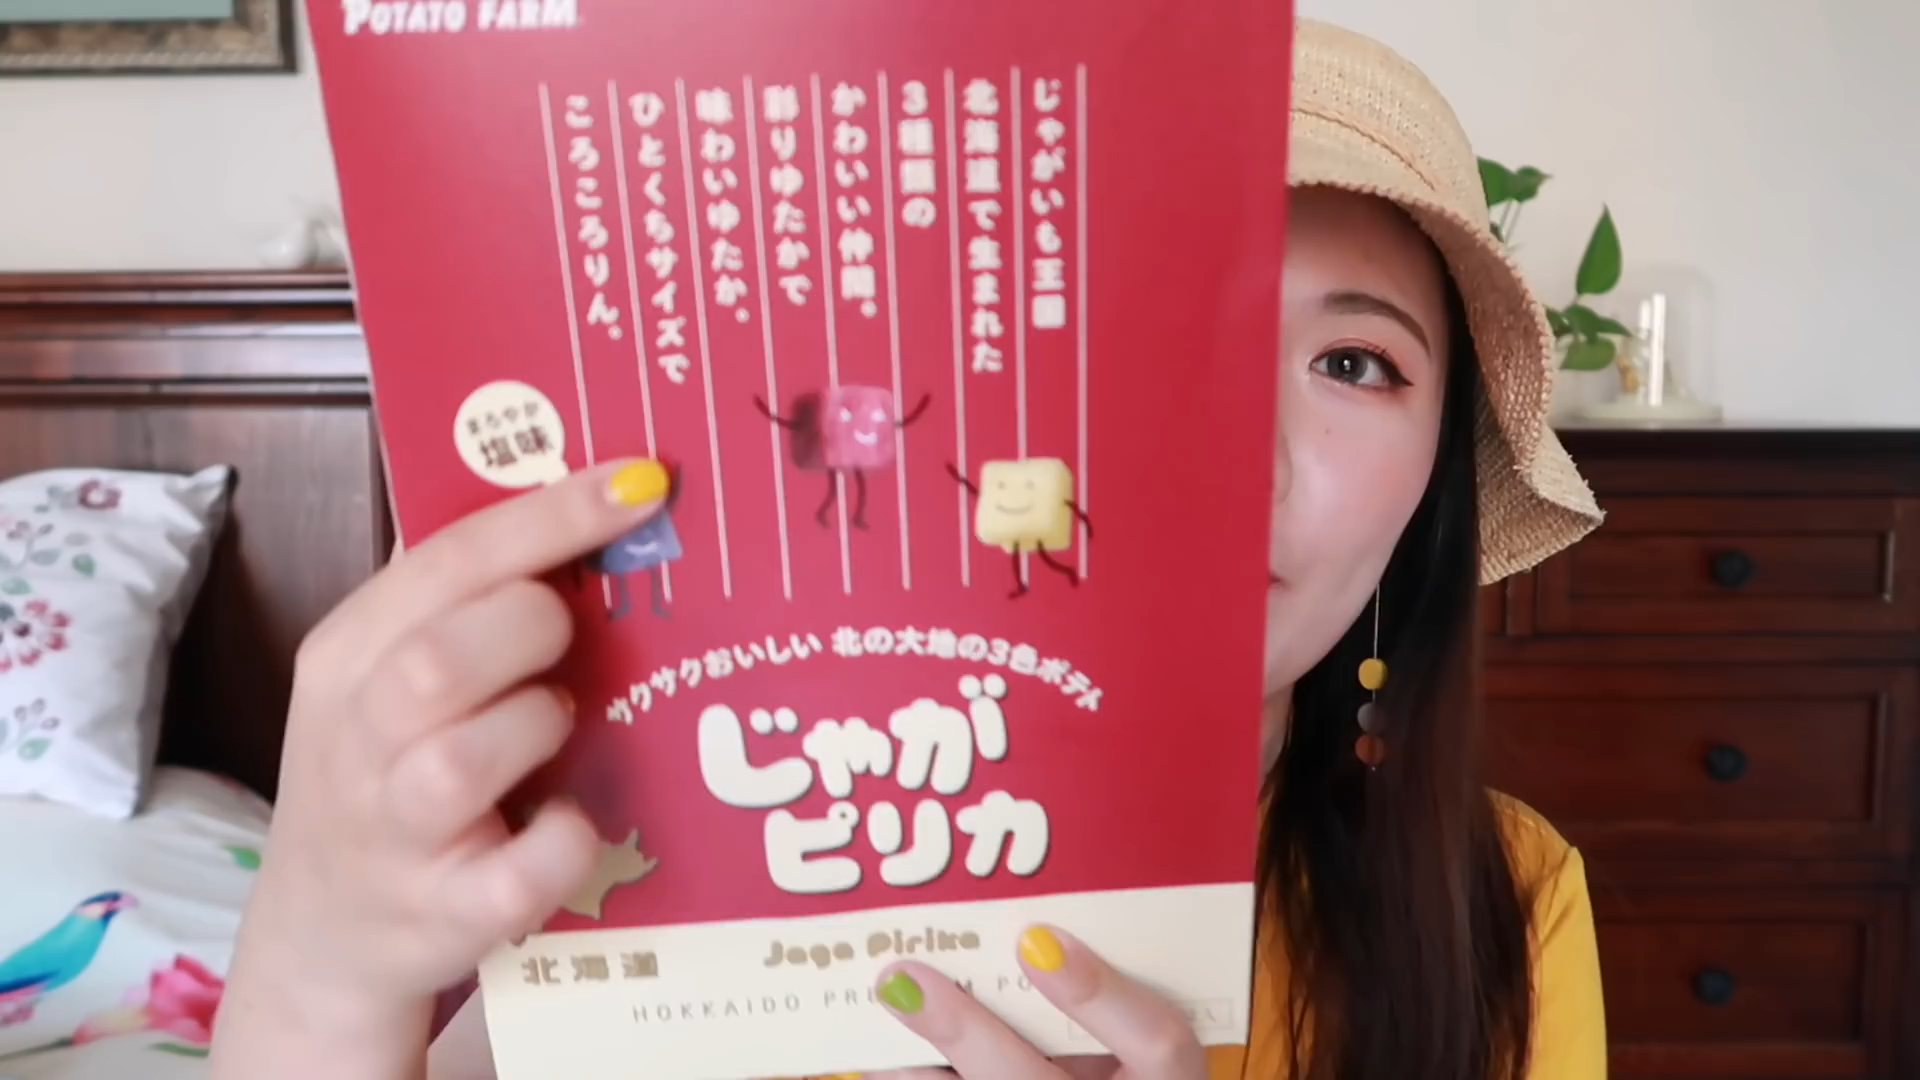 POTATO FARM
じゃがいも王国
北海道で生まれた
3種類の
かわいい仲間。
彩りゆたかで
味わいゆたか。
ひとくちサイズで
ころころりん。
まろやか
塩味
サクサクおいしい 北の大地の3色ポテト
じゃが
ピリカ
北海道
Jaga Pirika
HOKKAIDO